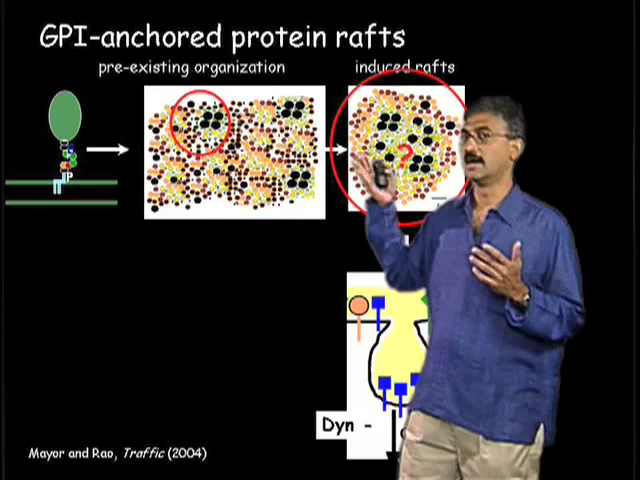 GPI-anchored protein rafts
pre-existing organization
induced rafts
?
Dyn -
Mayor and Rao, Traffic (2004)